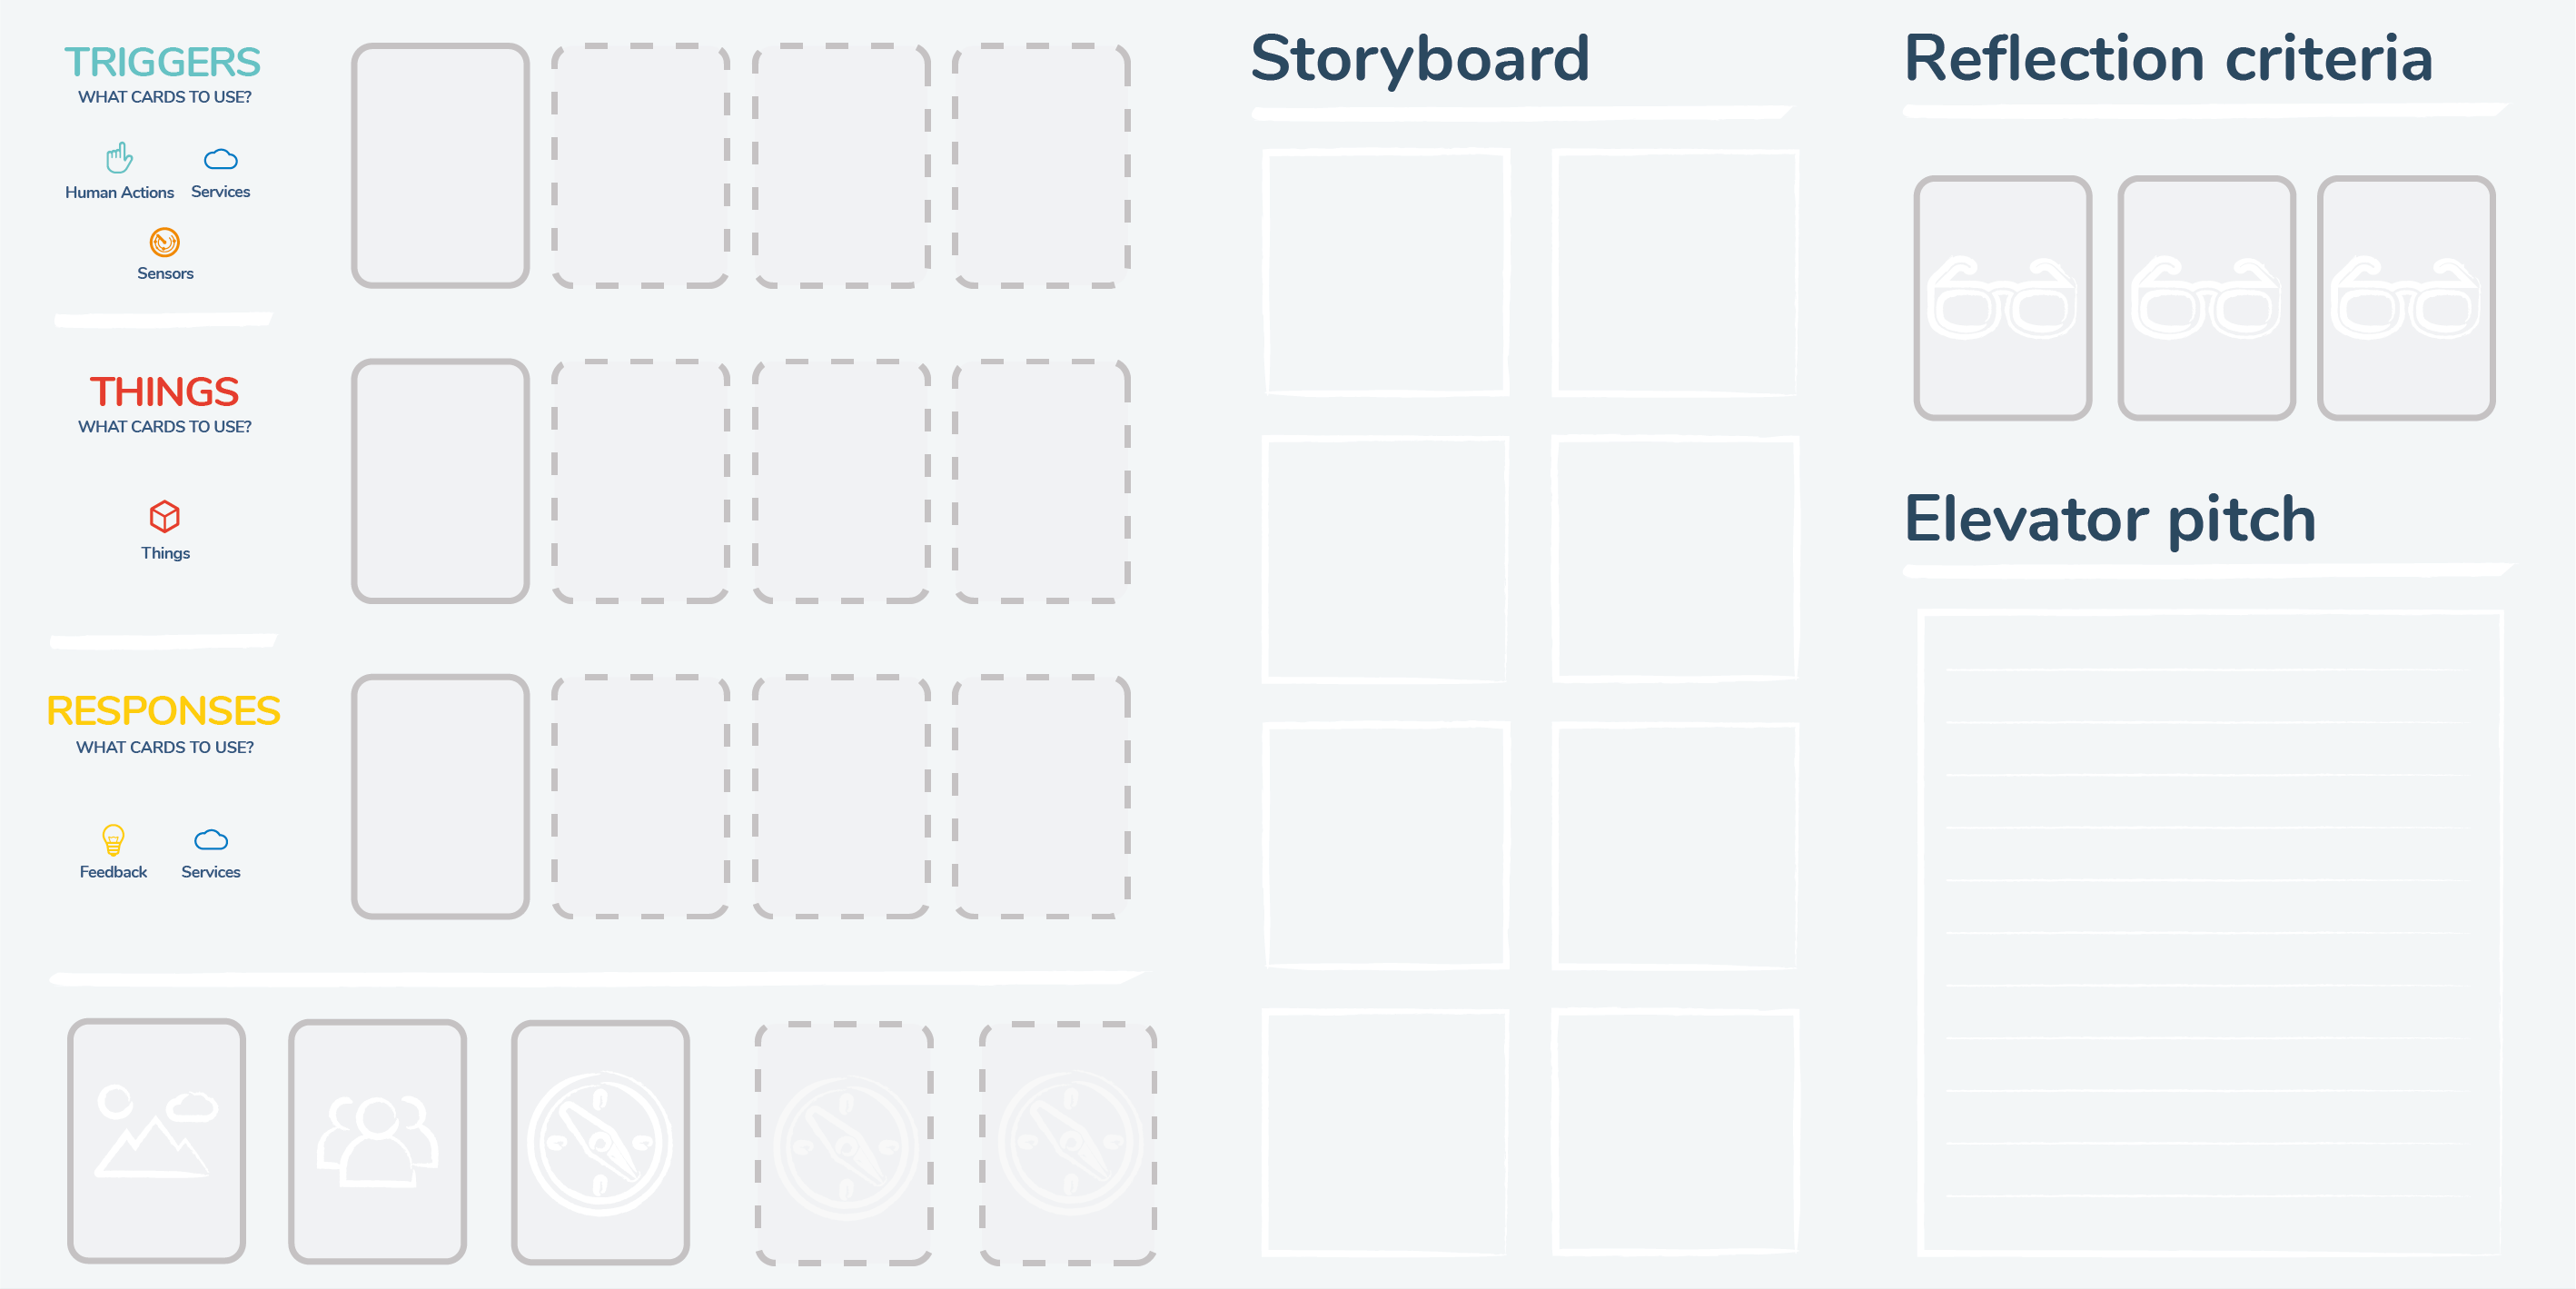 TRIGGERS
WHAT CARDS TO USE?
Human Actions
Services
Sensors
THINGS
WHAT CARDS TO USE?
Things
RESPONSES
WHAT CARDS TO USE?
Feedback
Services
Storyboard
Reflection criteria
Elevator pitch